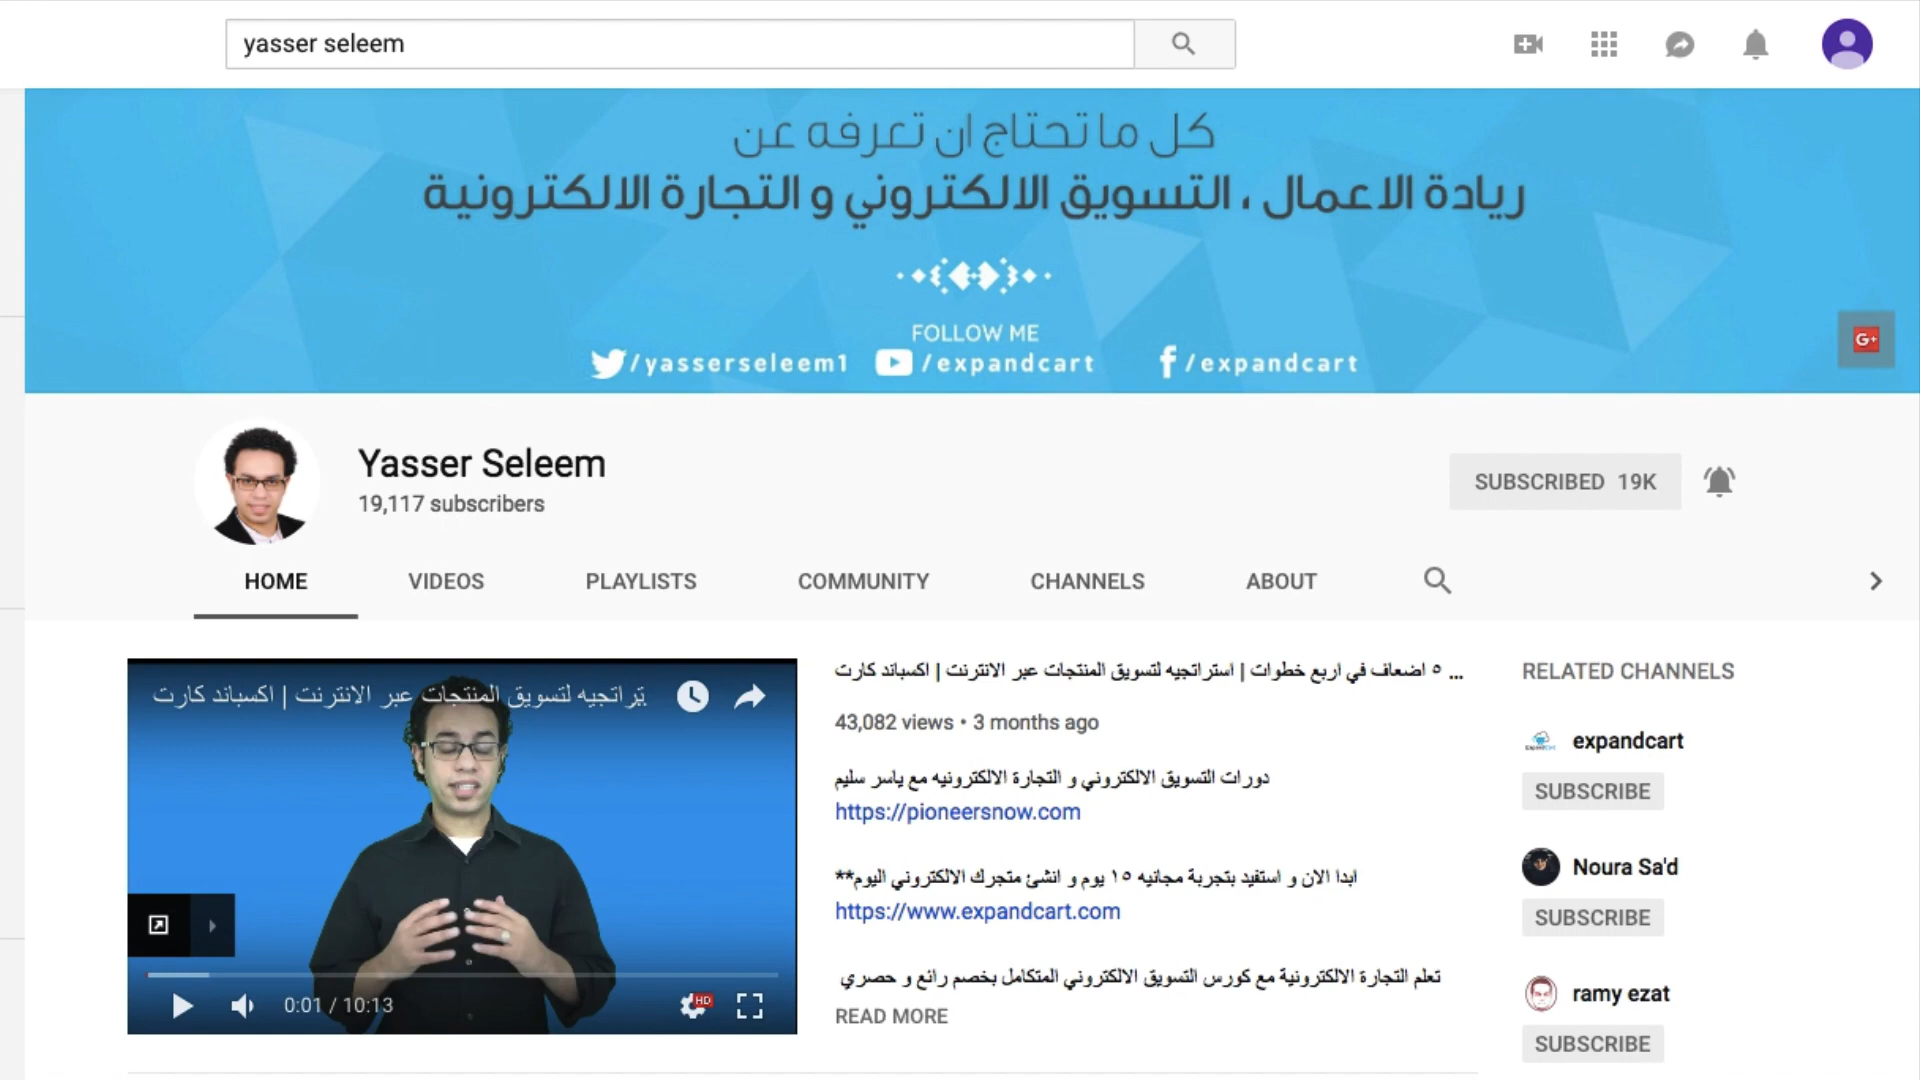 yasser seleem
كل ما تحتاج ان تعرفه عن
ريادة الاعمال ، التسويق الالكتروني و التجارة الالكترونية
FOLLOW ME
/yasserseleem1 /expandcart /expandcart
G+
Yasser Seleem
19,117 subscribers
SUBSCRIBED 19K
HOME VIDEOS PLAYLISTS COMMUNITY CHANNELS ABOUT
تراتجيه لتسويق المنتجات عبر الانترنت | اكسباند كارت
0:01 / 10:13
HD
... ٥ اضعاف في اربع خطوات | استراتجيه لتسويق المنتجات عبر الانترنت | اكسباند كارت
43,082 views • 3 months ago
دورات التسويق الالكتروني و التجارة الالكترونيه مع ياسر سليم
https://pioneersnow.com
ابدا الان و استفيد بتجربة مجانيه ١٥ يوم و انشئ متجرك الالكتروني اليوم**
https://www.expandcart.com
تعلم التجارة الالكترونية مع كورس التسويق الالكتروني المتكامل بخصم رائع و حصري
READ MORE
RELATED CHANNELS
expandcart
SUBSCRIBE
Noura Sa'd
SUBSCRIBE
ramy ezat
SUBSCRIBE